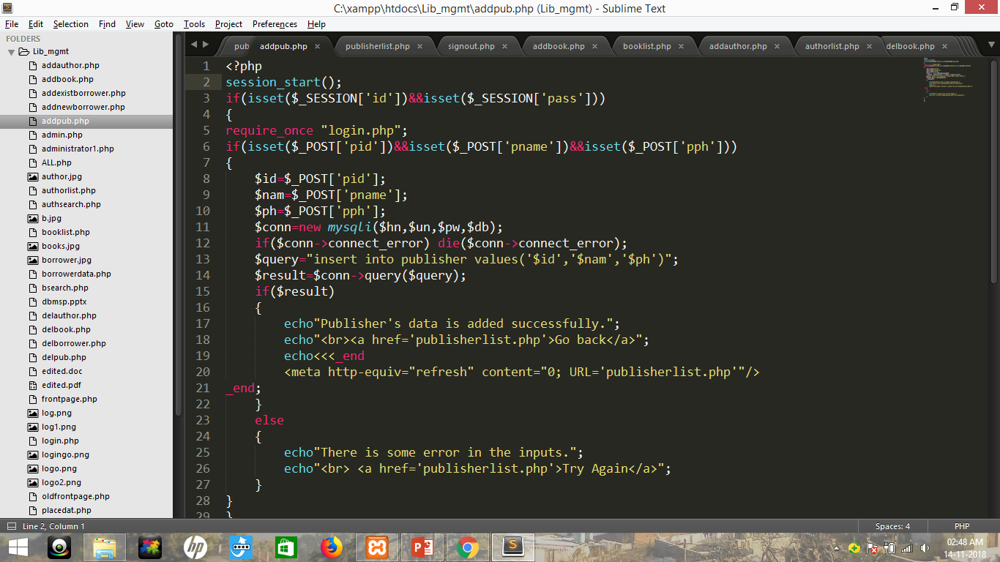 C:\xampp\htdocs\Lib_mgmt\addpub.php (Lib_mgmt) - Sublime Text
File Edit Selection Find View Goto Tools Project Preferences Help
FOLDERS
Lib_mgmt
addauthor.php
addbook.php
addexistborrower.php
addnewborrower.php
addpub.php
admin.php
administrator1.php
ALL.php
author.jpg
authorlist.php
authsearch.php
b.jpg
booklist.php
books.jpg
borrower.jpg
borrowerdata.php
bsearch.php
dbmsp.pptx
delauthor.php
delbook.php
delborrower.php
delpub.php
edited.doc
edited.pdf
frontpage.php
log.png
log1.png
login.php
logingo.png
logo.png
logo2.png
oldfrontpage.php
placedat.php
pub addpub.php × publisherlist.php × signout.php × addbook.php × booklist.php × addauthor.php × authorlist.php × delbook.php ×
1 <?php
2 session_start();
3 if(isset($_SESSION['id'])&&isset($_SESSION['pass']))
4 {
5 require_once "login.php";
6 if(isset($_POST['pid'])&&isset($_POST['pname'])&&isset($_POST['pph']))
7 {
8     $id=$_POST['pid'];
9     $nam=$_POST['pname'];
10     $ph=$_POST['pph'];
11     $conn=new mysqli($hn,$un,$pw,$db);
12     if($conn->connect_error) die($conn->connect_error);
13     $query="insert into publisher values('$id','$nam','$ph')";
14     $result=$conn->query($query);
15     if($result)
16     {
17         echo"Publisher's data is added successfully.";
18         echo"<br><a href='publisherlist.php'>Go back</a>";
19         echo<<<_end
20         <meta http-equiv="refresh" content="0; URL='publisherlist.php'"/>
21 _end;
22     }
23     else
24     {
25         echo"There is some error in the inputs.";
26         echo"<br> <a href='publisherlist.php'>Try Again</a>";
27     }
28 }
29 }
Line 2, Column 1 Spaces: 4 PHP
02:48 AM
14-11-2018